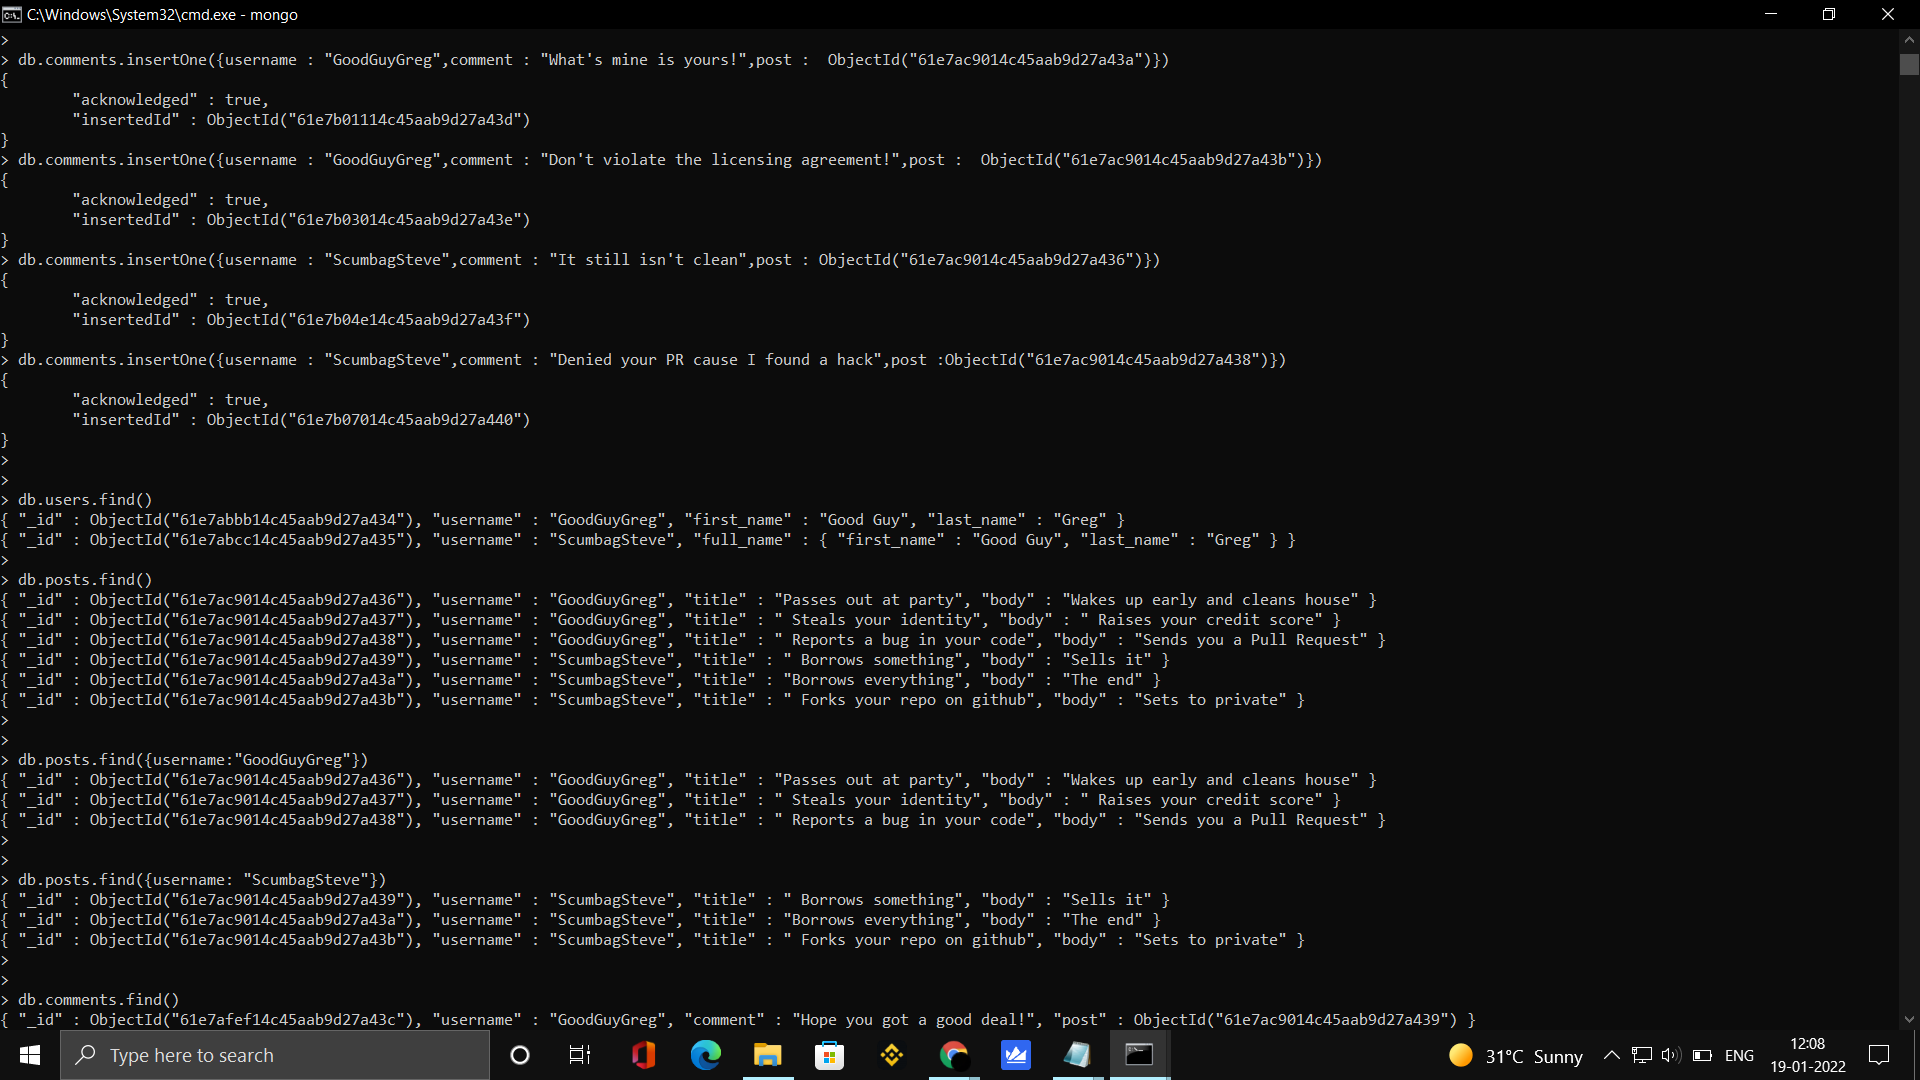 C:\Windows\System32\cmd.exe - mongo
>
> db.comments.insertOne({username : "GoodGuyGreg",comment : "What's mine is yours!",post :  ObjectId("61e7ac9014c45aab9d27a43a")})
{
        "acknowledged" : true,
        "insertedId" : ObjectId("61e7b01114c45aab9d27a43d")
}
> db.comments.insertOne({username : "GoodGuyGreg",comment : "Don't violate the licensing agreement!",post :  ObjectId("61e7ac9014c45aab9d27a43b")})
{
        "acknowledged" : true,
        "insertedId" : ObjectId("61e7b03014c45aab9d27a43e")
}
> db.comments.insertOne({username : "ScumbagSteve",comment : "It still isn't clean",post : ObjectId("61e7ac9014c45aab9d27a436")})
{
        "acknowledged" : true,
        "insertedId" : ObjectId("61e7b04e14c45aab9d27a43f")
}
> db.comments.insertOne({username : "ScumbagSteve",comment : "Denied your PR cause I found a hack",post :ObjectId("61e7ac9014c45aab9d27a438")})
{
        "acknowledged" : true,
        "insertedId" : ObjectId("61e7b07014c45aab9d27a440")
}
>
>
> db.users.find()
{ "_id" : ObjectId("61e7abbb14c45aab9d27a434"), "username" : "GoodGuyGreg", "first_name" : "Good Guy", "last_name" : "Greg" }
{ "_id" : ObjectId("61e7abcc14c45aab9d27a435"), "username" : "ScumbagSteve", "full_name" : { "first_name" : "Good Guy", "last_name" : "Greg" } }
>
> db.posts.find()
{ "_id" : ObjectId("61e7ac9014c45aab9d27a436"), "username" : "GoodGuyGreg", "title" : "Passes out at party", "body" : "Wakes up early and cleans house" }
{ "_id" : ObjectId("61e7ac9014c45aab9d27a437"), "username" : "GoodGuyGreg", "title" : " Steals your identity", "body" : " Raises your credit score" }
{ "_id" : ObjectId("61e7ac9014c45aab9d27a438"), "username" : "GoodGuyGreg", "title" : " Reports a bug in your code", "body" : "Sends you a Pull Request" }
{ "_id" : ObjectId("61e7ac9014c45aab9d27a439"), "username" : "ScumbagSteve", "title" : " Borrows something", "body" : "Sells it" }
{ "_id" : ObjectId("61e7ac9014c45aab9d27a43a"), "username" : "ScumbagSteve", "title" : "Borrows everything", "body" : "The end" }
{ "_id" : ObjectId("61e7ac9014c45aab9d27a43b"), "username" : "ScumbagSteve", "title" : " Forks your repo on github", "body" : "Sets to private" }
>
>
> db.posts.find({username:"GoodGuyGreg"})
{ "_id" : ObjectId("61e7ac9014c45aab9d27a436"), "username" : "GoodGuyGreg", "title" : "Passes out at party", "body" : "Wakes up early and cleans house" }
{ "_id" : ObjectId("61e7ac9014c45aab9d27a437"), "username" : "GoodGuyGreg", "title" : " Steals your identity", "body" : " Raises your credit score" }
{ "_id" : ObjectId("61e7ac9014c45aab9d27a438"), "username" : "GoodGuyGreg", "title" : " Reports a bug in your code", "body" : "Sends you a Pull Request" }
>
>
> db.posts.find({username: "ScumbagSteve"})
{ "_id" : ObjectId("61e7ac9014c45aab9d27a439"), "username" : "ScumbagSteve", "title" : " Borrows something", "body" : "Sells it" }
{ "_id" : ObjectId("61e7ac9014c45aab9d27a43a"), "username" : "ScumbagSteve", "title" : "Borrows everything", "body" : "The end" }
{ "_id" : ObjectId("61e7ac9014c45aab9d27a43b"), "username" : "ScumbagSteve", "title" : " Forks your repo on github", "body" : "Sets to private" }
>
>
> db.comments.find()
{ "_id" : ObjectId("61e7afef14c45aab9d27a43c"), "username" : "GoodGuyGreg", "comment" : "Hope you got a good deal!", "post" : ObjectId("61e7ac9014c45aab9d27a439") }
Type here to search
31°C Sunny
ENG
12:08
19-01-2022